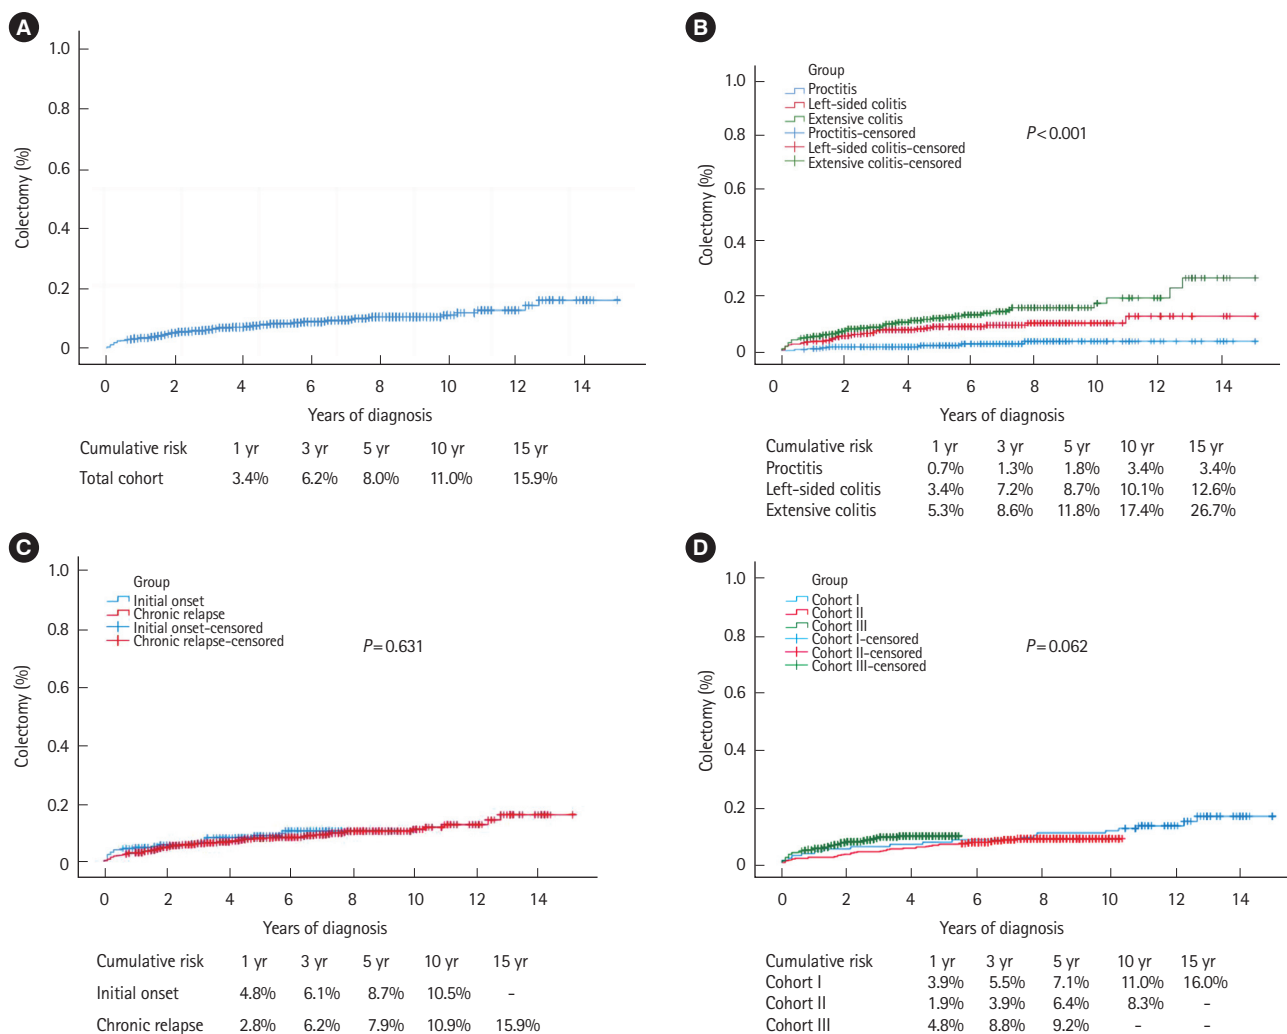 A
1.0
0.8
0.6
0.4
0.2
0
Colectomy (%)
0 2 4 6 8 10 12 14
Years of diagnosis
Cumulative risk 1 yr 3 yr 5 yr 10 yr 15 yr
Total cohort 3.4% 6.2% 8.0% 11.0% 15.9%
B
Group
Proctitis
Left-sided colitis
Extensive colitis
Proctitis-censored
Left-sided colitis-censored
Extensive colitis-censored
P<0.001
1.0
0.8
0.6
0.4
0.2
0
Colectomy (%)
0 2 4 6 8 10 12 14
Years of diagnosis
Cumulative risk 1 yr 3 yr 5 yr 10 yr 15 yr
Proctitis 0.7% 1.3% 1.8% 3.4% 3.4%
Left-sided colitis 3.4% 7.2% 8.7% 10.1% 12.6%
Extensive colitis 5.3% 8.6% 11.8% 17.4% 26.7%
C
Group
Initial onset
Chronic relapse
Initial onset-censored
Chronic relapse-censored
P=0.631
1.0
0.8
0.6
0.4
0.2
0
Colectomy (%)
0 2 4 6 8 10 12 14
Years of diagnosis
Cumulative risk 1 yr 3 yr 5 yr 10 yr 15 yr
Initial onset 4.8% 6.1% 8.7% 10.5% -
Chronic relapse 2.8% 6.2% 7.9% 10.9% 15.9%
D
Group
Cohort I
Cohort II
Cohort III
Cohort I-censored
Cohort II-censored
Cohort III-censored
P=0.062
1.0
0.8
0.6
0.4
0.2
0
Colectomy (%)
0 2 4 6 8 10 12 14
Years of diagnosis
Cumulative risk 1 yr 3 yr 5 yr 10 yr 15 yr
Cohort I 3.9% 5.5% 7.1% 11.0% 16.0%
Cohort II 1.9% 3.9% 6.4% 8.3% -
Cohort III 4.8% 8.8% 9.2% - -